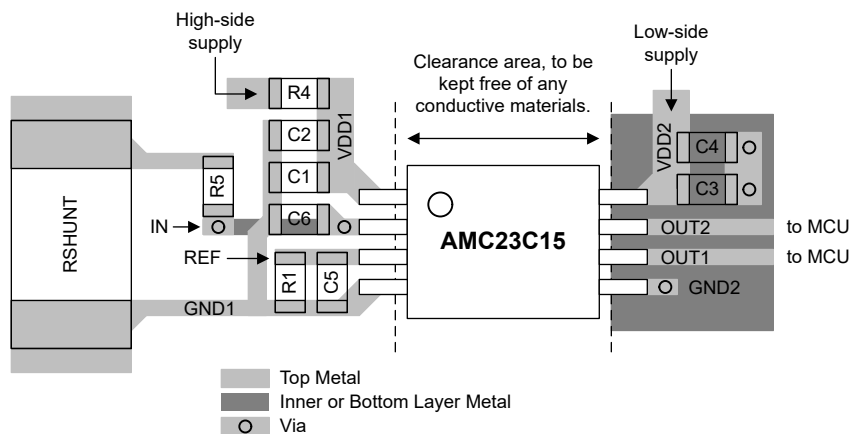 High-side
supply
Low-side
supply
Clearance area, to be
kept free of any
conductive materials.
R4
C2
VDD1
C1
C6
R5
IN
REF
R1
C5
GND1
RSHUNT
AMC23C15
VDD2
C4
C3
OUT2
to MCU
OUT1
to MCU
GND2
Top Metal
Inner or Bottom Layer Metal
Via